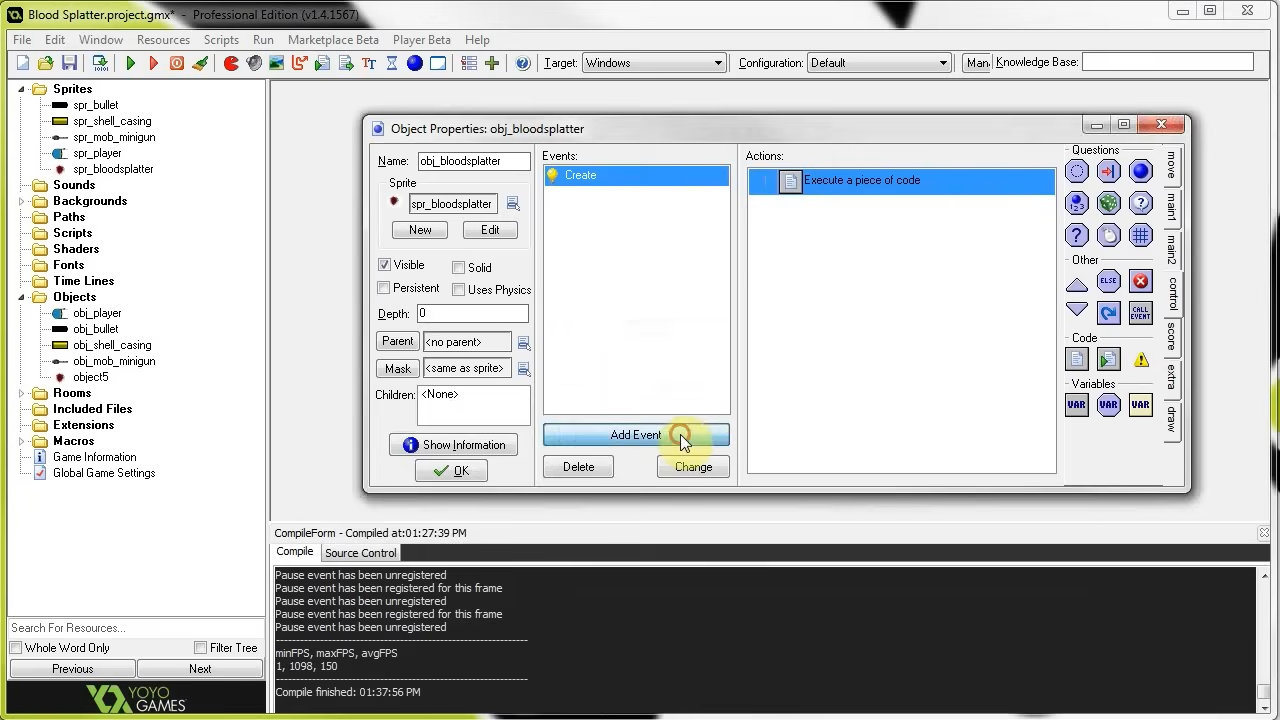 Blood Splatter.project.gmx* - Professional Edition (v1.4.1567)
File Edit Window Resources Scripts Run Marketplace Beta Player Beta Help
Target: Windows Configuration: Default Man Knowledge Base:
Sprites
spr_bullet
spr_shell_casing
spr_mob_minigun
spr_player
spr_bloodsplatter
Sounds
Backgrounds
Paths
Scripts
Shaders
Fonts
Time Lines
Objects
obj_player
obj_bullet
obj_shell_casing
obj_mob_minigun
object5
Rooms
Included Files
Extensions
Macros
Game Information
Global Game Settings
Search For Resources...
Whole Word Only Filter Tree
Previous Next
YOYO
GAMES
Object Properties: obj_bloodsplatter
Name: obj_bloodsplatter
Sprite
spr_bloodsplatter
New Edit
Visible Solid
Persistent Uses Physics
Depth: 0
Parent <no parent>
Mask <same as sprite>
Children: <None>
Show Information
OK
Events:
Create
Add Event
Delete Change
Actions:
Execute a piece of code
Questions
Other
ELSE
CALL
EVENT
Code
Variables
VAR VAR VAR
move
main1
main2
control
score
extra
draw
CompileForm - Compiled at:01:27:39 PM
Compile Source Control
Pause event has been unregistered
Pause event has been registered for this frame
Pause event has been unregistered
Pause event has been registered for this frame
Pause event has been unregistered
minFPS, maxFPS, avgFPS
1, 1098, 150
Compile finished: 01:37:56 PM